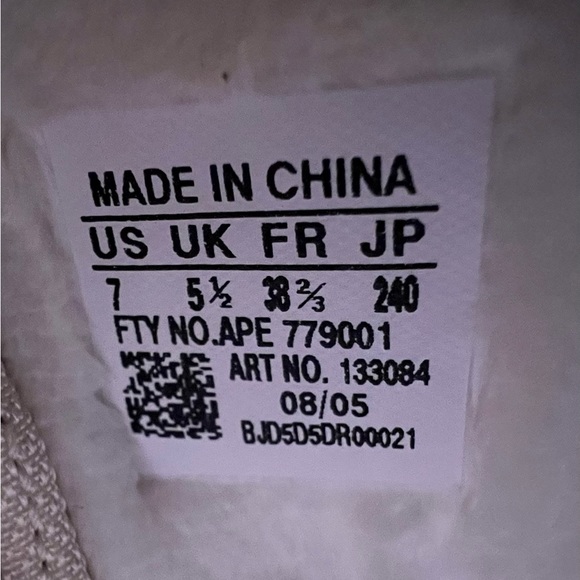 MADE IN CHINA
US UK FR JP
7 5½ 38⅔ 240
FTY NO.APE 779001
ART NO. 133084
08/05
BJD5D5DR00021